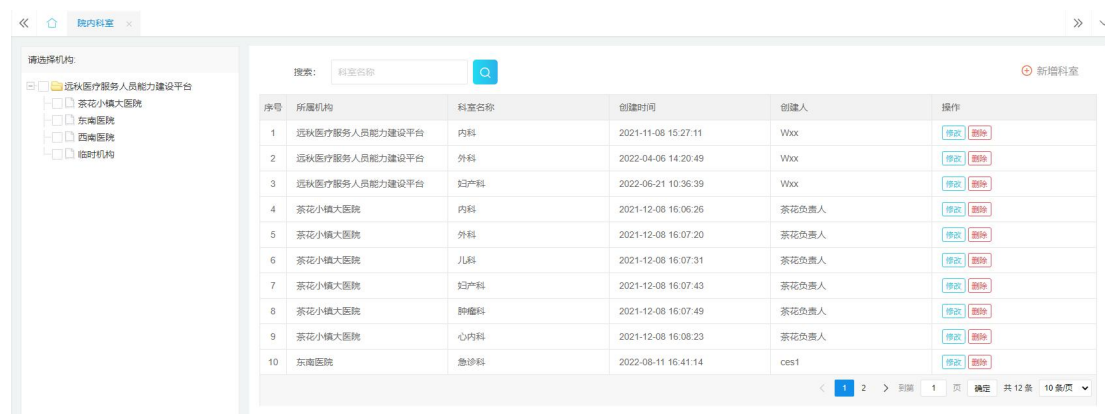 院内科室
请选择机构:
远秋医疗服务人员能力建设平台
茶花小镇大医院
东南医院
西南医院
临时机构
搜索: 科室名称
新增科室
序号 所属机构 科室名称 创建时间 创建人 操作
1 远秋医疗服务人员能力建设平台 内科 2021-11-08 15:27:11 Wxx 修改 删除
2 远秋医疗服务人员能力建设平台 外科 2022-04-06 14:20:49 Wxx 修改 删除
3 远秋医疗服务人员能力建设平台 妇产科 2022-06-21 10:36:39 Wxx 修改 删除
4 茶花小镇大医院 内科 2021-12-08 16:06:26 茶花负责人 修改 删除
5 茶花小镇大医院 外科 2021-12-08 16:07:20 茶花负责人 修改 删除
6 茶花小镇大医院 儿科 2021-12-08 16:07:31 茶花负责人 修改 删除
7 茶花小镇大医院 妇产科 2021-12-08 16:07:43 茶花负责人 修改 删除
8 茶花小镇大医院 肿瘤科 2021-12-08 16:07:49 茶花负责人 修改 删除
9 茶花小镇大医院 心内科 2021-12-08 16:08:23 茶花负责人 修改 删除
10 东南医院 急诊科 2022-08-11 16:41:14 ces1 修改 删除
1 2 到第 1 页 确定 共 12 条 10 条/页